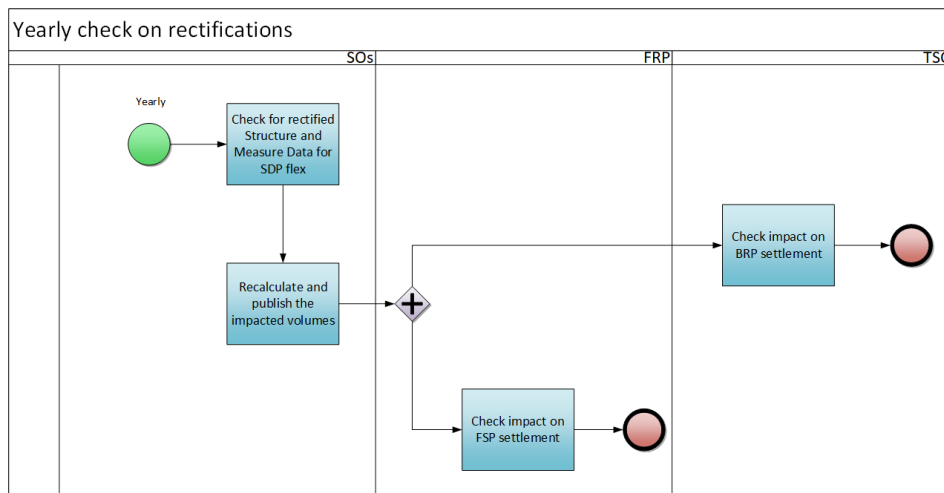 Yearly check on rectifications
SOs
FRP
Yearly
Check for rectified
Structure and
Measure Data for
SDP flex
Recalculate and
publish the
impacted volumes
Check impact on
BRP settlement
Check impact on
FSP settlement